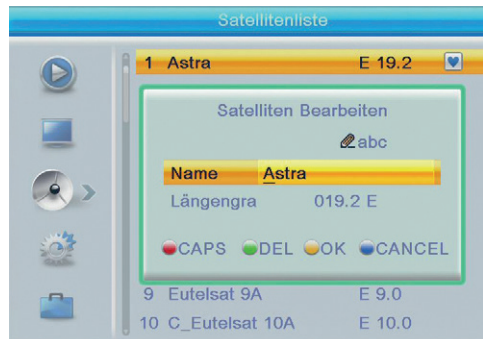 Satellitenliste
1 Astra E 19.2
Satelliten Bearbeiten
abc
Name Astra
Längengra 019.2 E
CAPS DEL OK CANCEL
9 Eutelsat 9A E 9.0
10 C_Eutelsat 10A E 10.0